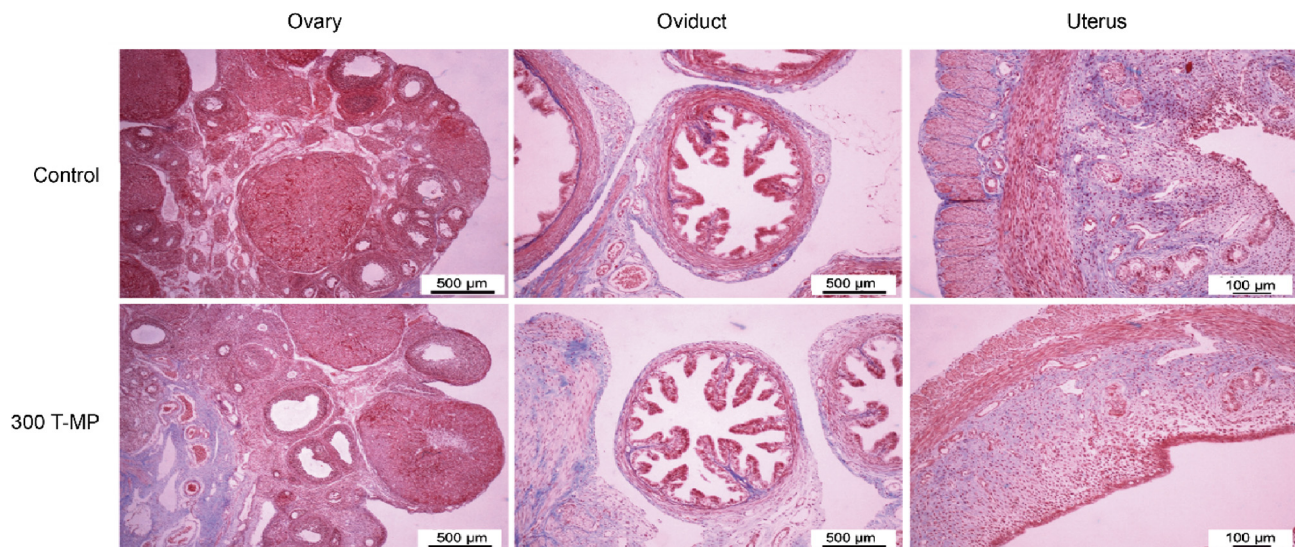 Ovary Oviduct Uterus
Control
500 µm 500 µm 100 µm
300 T-MP
500 µm 500 µm 100 µm